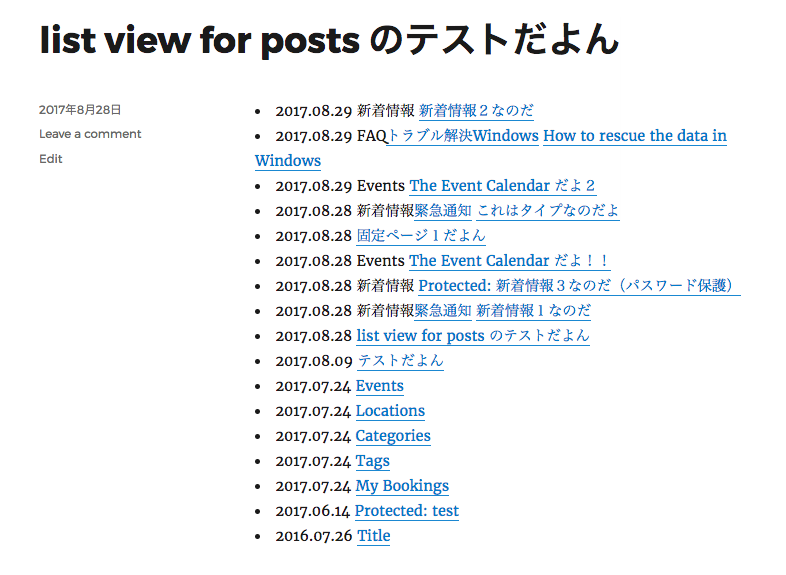 list view for posts のテストだよん
2017年8月28日
Leave a comment
Edit
• 2017.08.29 新着情報 新着情報２なのだ
• 2017.08.29 FAQトラブル解決Windows How to rescue the data in
Windows
• 2017.08.29 Events The Event Calendar だよ２
• 2017.08.28 新着情報緊急通知 これはタイプなのだよ
• 2017.08.28 固定ページ１だよん
• 2017.08.28 Events The Event Calendar だよ！！
• 2017.08.28 新着情報 Protected: 新着情報３なのだ（パスワード保護）
• 2017.08.28 新着情報緊急通知 新着情報１なのだ
• 2017.08.28 list view for posts のテストだよん
• 2017.08.09 テストだよん
• 2017.07.24 Events
• 2017.07.24 Locations
• 2017.07.24 Categories
• 2017.07.24 Tags
• 2017.07.24 My Bookings
• 2017.06.14 Protected: test
• 2016.07.26 Title